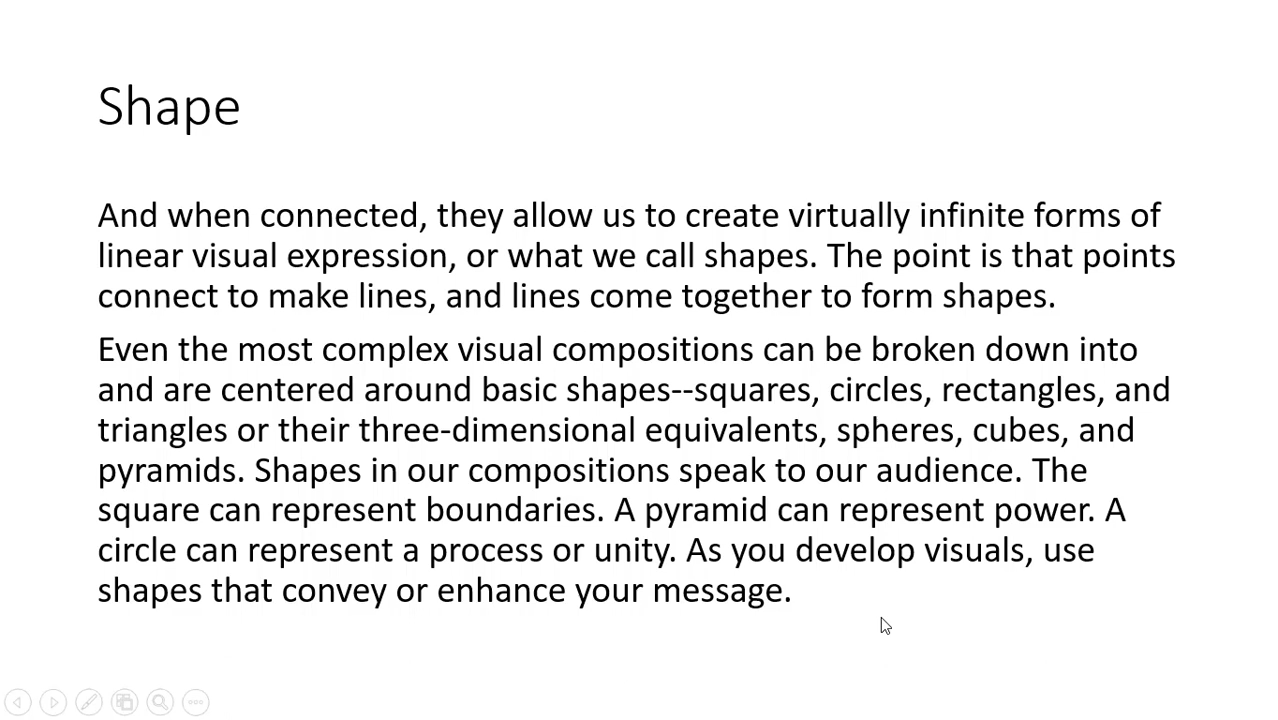 Shape
And when connected, they allow us to create virtually infinite forms of
linear visual expression, or what we call shapes. The point is that points
connect to make lines, and lines come together to form shapes.
Even the most complex visual compositions can be broken down into
and are centered around basic shapes--squares, circles, rectangles, and
triangles or their three-dimensional equivalents, spheres, cubes, and
pyramids. Shapes in our compositions speak to our audience. The
square can represent boundaries. A pyramid can represent power. A
circle can represent a process or unity. As you develop visuals, use
shapes that convey or enhance your message.